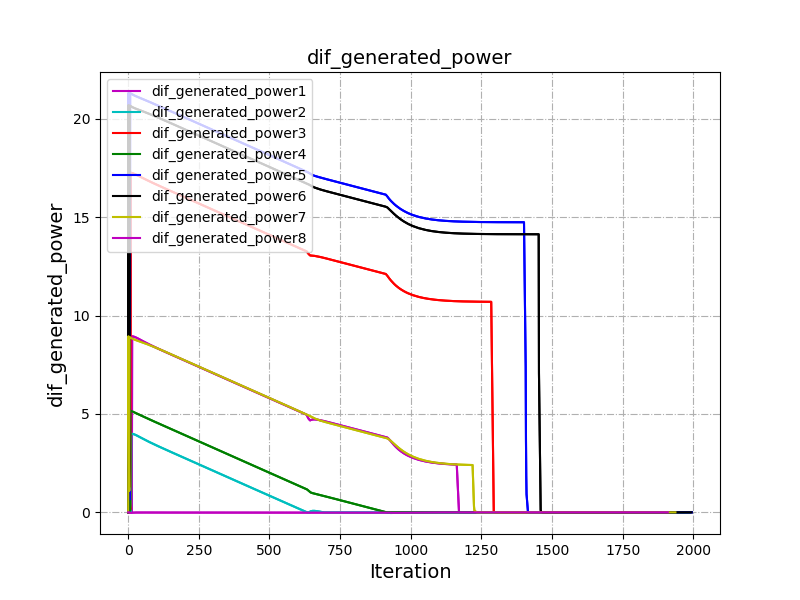 dif_generated_power
dif_generated_power
20
15
10
5
0
dif_generated_power1
dif_generated_power2
dif_generated_power3
dif_generated_power4
dif_generated_power5
dif_generated_power6
dif_generated_power7
dif_generated_power8
0 250 500 750 1000 1250 1500 1750 2000
Iteration